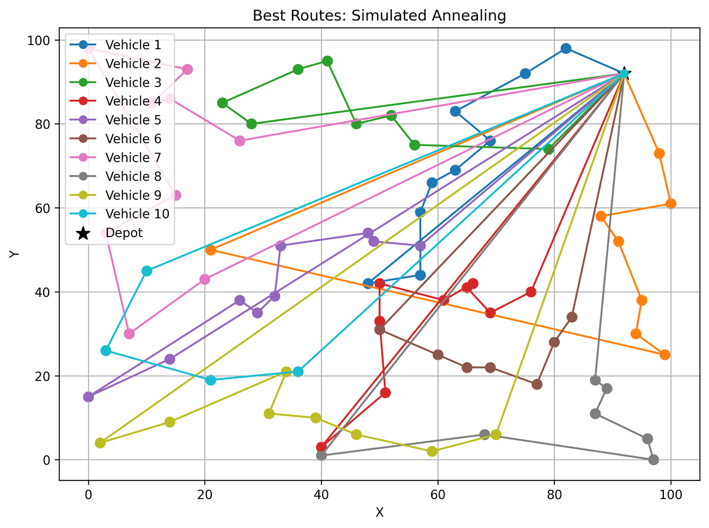 Best Routes: Simulated Annealing
100
80
60
40
20
0
Y
Vehicle 1
Vehicle 2
Vehicle 3
Vehicle 4
Vehicle 5
Vehicle 6
Vehicle 7
Vehicle 8
Vehicle 9
Vehicle 10
Depot
0 20 40 60 80 100
X